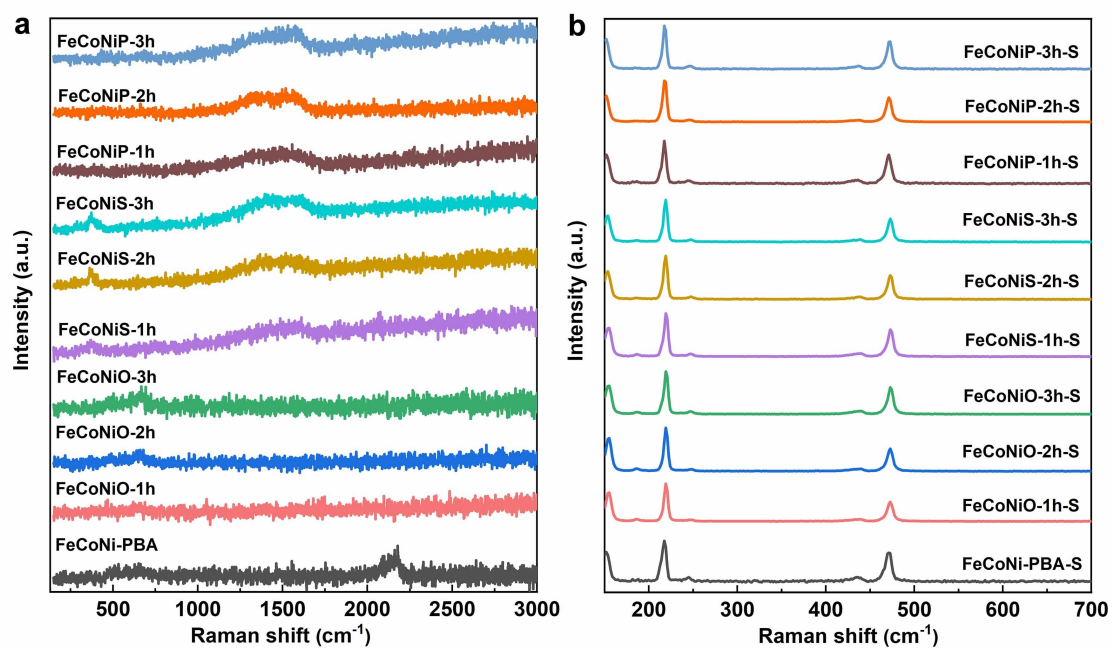 a
FeCoNiP-3h
FeCoNiP-2h
FeCoNiP-1h
FeCoNiS-3h
FeCoNiS-2h
FeCoNiS-1h
FeCoNiO-3h
FeCoNiO-2h
FeCoNiO-1h
FeCoNi-PBA
Intensity (a.u.)
500 1000 1500 2000 2500 3000
Raman shift (cm⁻¹)
b
FeCoNiP-3h-S
FeCoNiP-2h-S
FeCoNiP-1h-S
FeCoNiS-3h-S
FeCoNiS-2h-S
FeCoNiS-1h-S
FeCoNiO-3h-S
FeCoNiO-2h-S
FeCoNiO-1h-S
FeCoNi-PBA-S
Intensity (a.u.)
200 300 400 500 600 700
Raman shift (cm⁻¹)